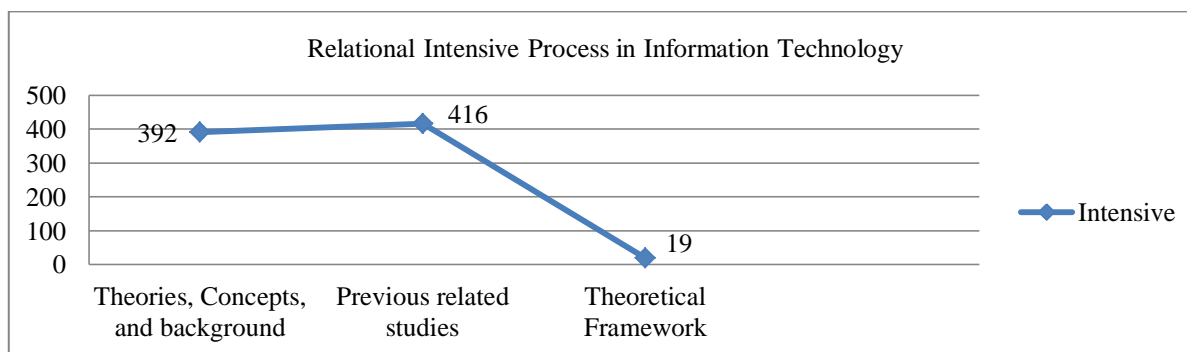 Relational Intensive Process in Information Technology
500
400
300
200
100
0
392
416
19
Theories, Concepts,
and background
Previous related
studies
Theoretical
Framework
Intensive